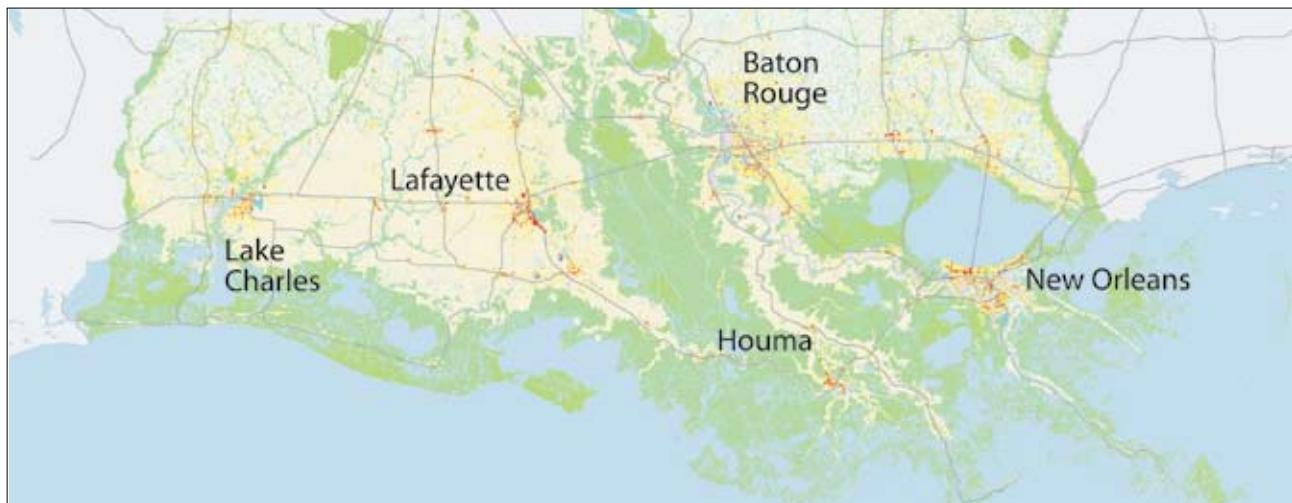 Baton
Rouge
Lafayette
Lake
Charles
New Orleans
Houma